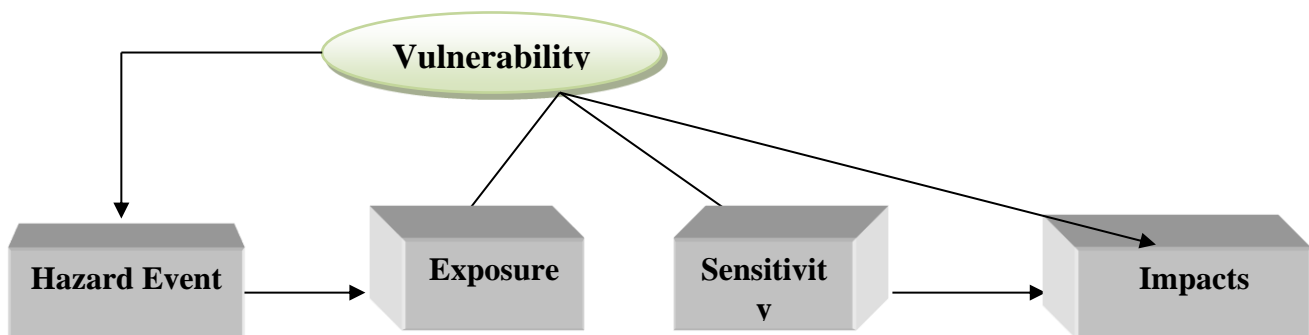 Vulnerability
Hazard Event
Exposure
Sensitivit
y
Impacts